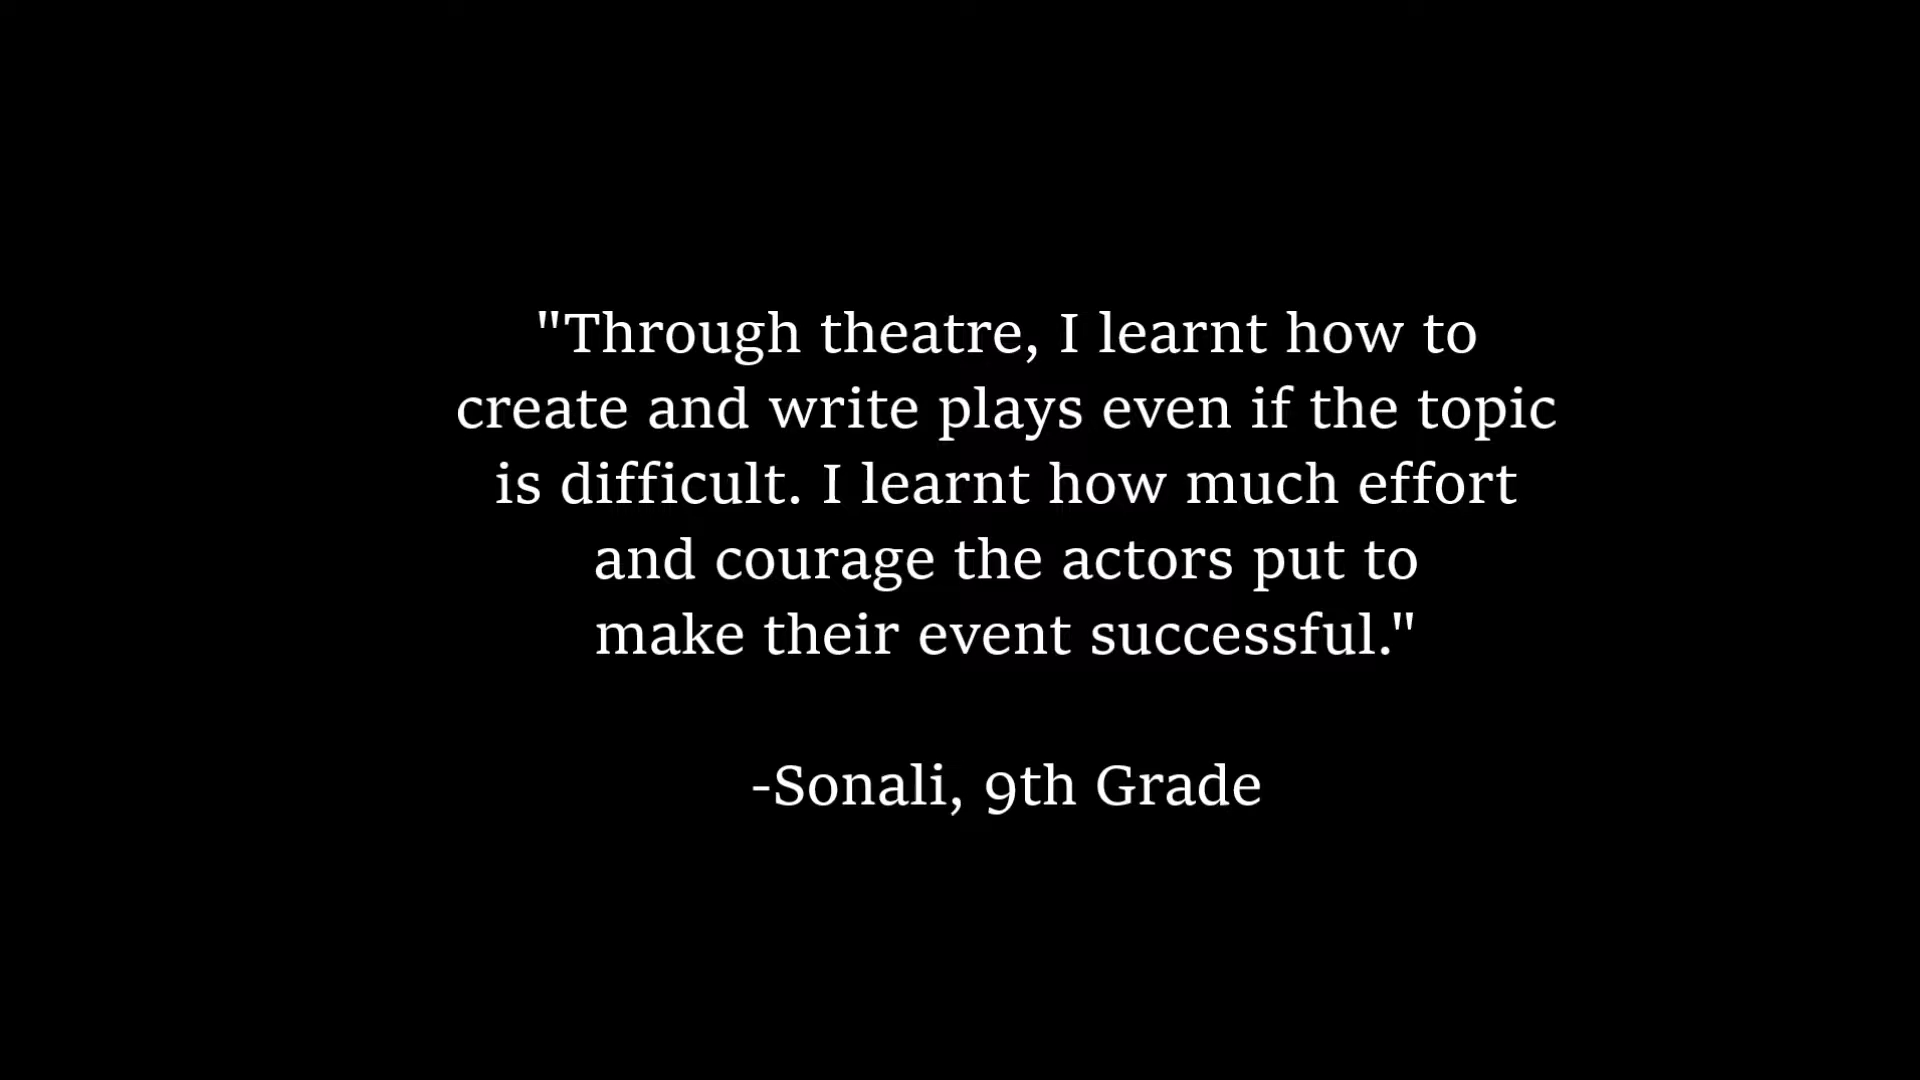 "Through theatre, I learnt how to
create and write plays even if the topic
is difficult. I learnt how much effort
and courage the actors put to
make their event successful."
-Sonali, 9th Grade